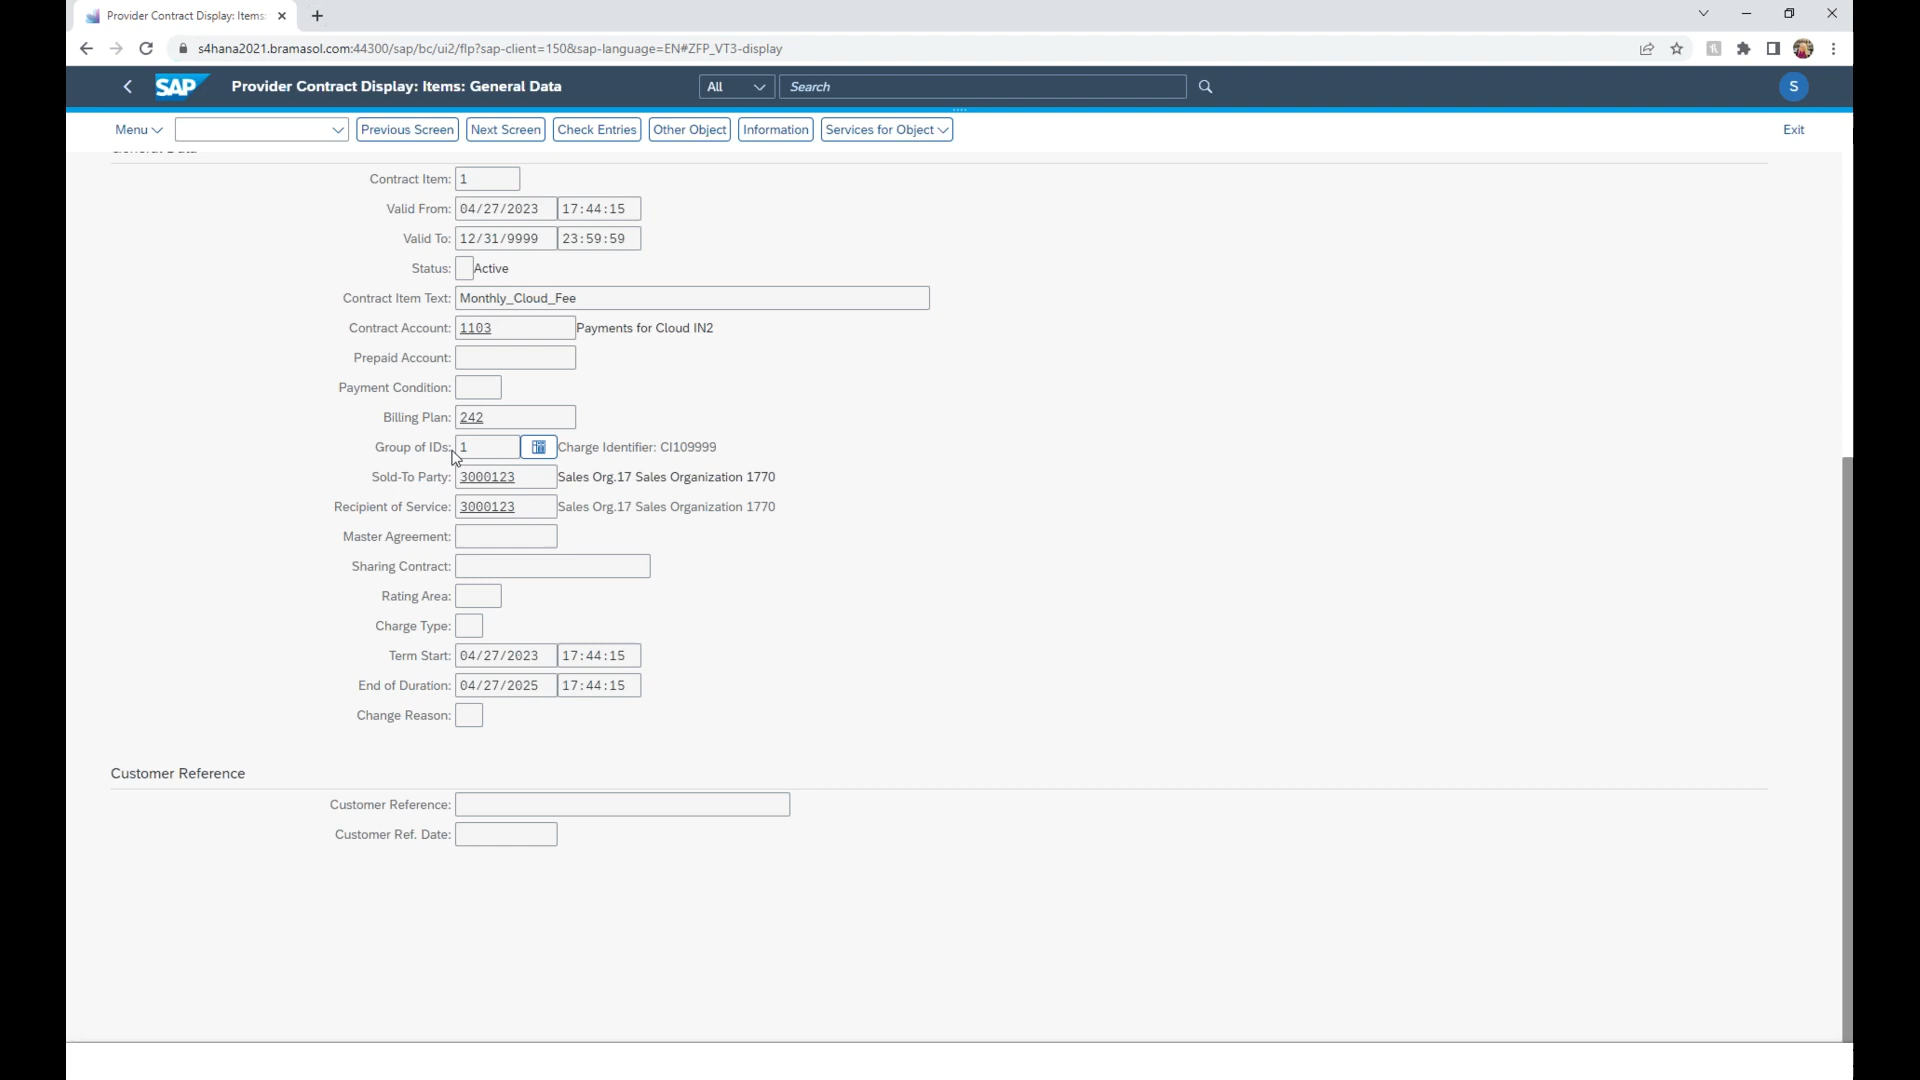 Provider Contract Display: Items:
s4hana2021.bramasol.com:44300/sap/bc/ui2/flp?sap-client=150&sap-language=EN#ZFP_VT3-display
SAP Provider Contract Display: Items: General Data All Search S
Menu Previous Screen Next Screen Check Entries Other Object Information Services for Object Exit
General Data
Contract Item: 1
Valid From: 04/27/2023 17:44:15
Valid To: 12/31/9999 23:59:59
Status: Active
Contract Item Text: Monthly_Cloud_Fee
Contract Account: 1103 Payments for Cloud IN2
Prepaid Account:
Payment Condition:
Billing Plan: 242
Group of IDs: 1 Charge Identifier: CI109999
Sold-To Party: 3000123 Sales Org.17 Sales Organization 1770
Recipient of Service: 3000123 Sales Org.17 Sales Organization 1770
Master Agreement:
Sharing Contract:
Rating Area:
Charge Type:
Term Start: 04/27/2023 17:44:15
End of Duration: 04/27/2025 17:44:15
Change Reason:
Customer Reference
Customer Reference:
Customer Ref. Date: